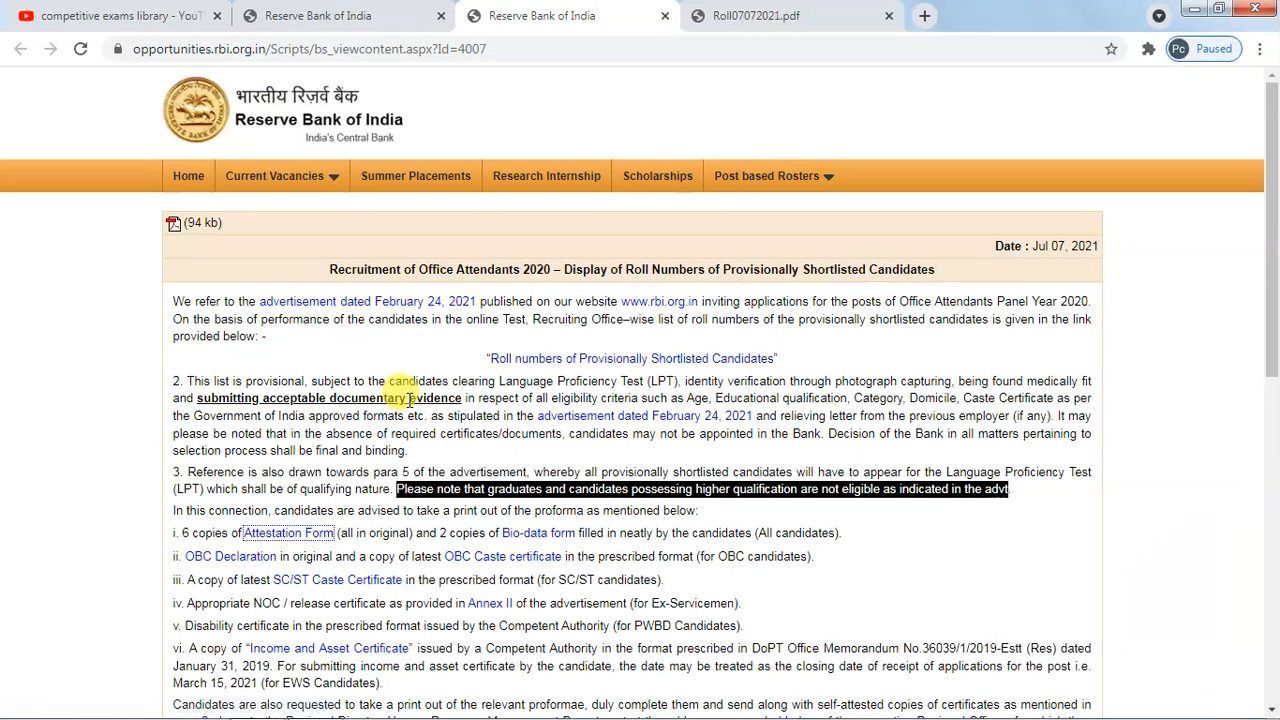 competitive exams library - YouT
Reserve Bank of India
Reserve Bank of India
Roll07072021.pdf
opportunities.rbi.org.in/Scripts/bs_viewcontent.aspx?Id=4007
Pc Paused
भारतीय रिज़र्व बैंक
Reserve Bank of India
India's Central Bank
Home Current Vacancies Summer Placements Research Internship Scholarships Post based Rosters
(94 kb)
Date : Jul 07, 2021
Recruitment of Office Attendants 2020 – Display of Roll Numbers of Provisionally Shortlisted Candidates
We refer to the advertisement dated February 24, 2021 published on our website www.rbi.org.in inviting applications for the posts of Office Attendants Panel Year 2020.
On the basis of performance of the candidates in the online Test, Recruiting Office–wise list of roll numbers of the provisionally shortlisted candidates is given in the link
provided below: -
“Roll numbers of Provisionally Shortlisted Candidates”
2. This list is provisional, subject to the candidates clearing Language Proficiency Test (LPT), identity verification through photograph capturing, being found medically fit
and submitting acceptable documentary evidence in respect of all eligibility criteria such as Age, Educational qualification, Category, Domicile, Caste Certificate as per
the Government of India approved formats etc. as stipulated in the advertisement dated February 24, 2021 and relieving letter from the previous employer (if any). It may
please be noted that in the absence of required certificates/documents, candidates may not be appointed in the Bank. Decision of the Bank in all matters pertaining to
selection process shall be final and binding.
3. Reference is also drawn towards para 5 of the advertisement, whereby all provisionally shortlisted candidates will have to appear for the Language Proficiency Test
(LPT) which shall be of qualifying nature. Please note that graduates and candidates possessing higher qualification are not eligible as indicated in the advt.
In this connection, candidates are advised to take a print out of the proforma as mentioned below:
i. 6 copies of Attestation Form (all in original) and 2 copies of Bio-data form filled in neatly by the candidates (All candidates).
ii. OBC Declaration in original and a copy of latest OBC Caste certificate in the prescribed format (for OBC candidates).
iii. A copy of latest SC/ST Caste Certificate in the prescribed format (for SC/ST candidates).
iv. Appropriate NOC / release certificate as provided in Annex II of the advertisement (for Ex-Servicemen).
v. Disability certificate in the prescribed format issued by the Competent Authority (for PWBD Candidates).
vi. A copy of “Income and Asset Certificate” issued by a Competent Authority in the format prescribed in DoPT Office Memorandum No.36039/1/2019-Estt (Res) dated
January 31, 2019. For submitting income and asset certificate by the candidate, the date may be treated as the closing date of receipt of applications for the post i.e.
March 15, 2021 (for EWS Candidates).
Candidates are also requested to take a print out of the relevant proformae, duly complete them and send along with self-attested copies of certificates as mentioned in